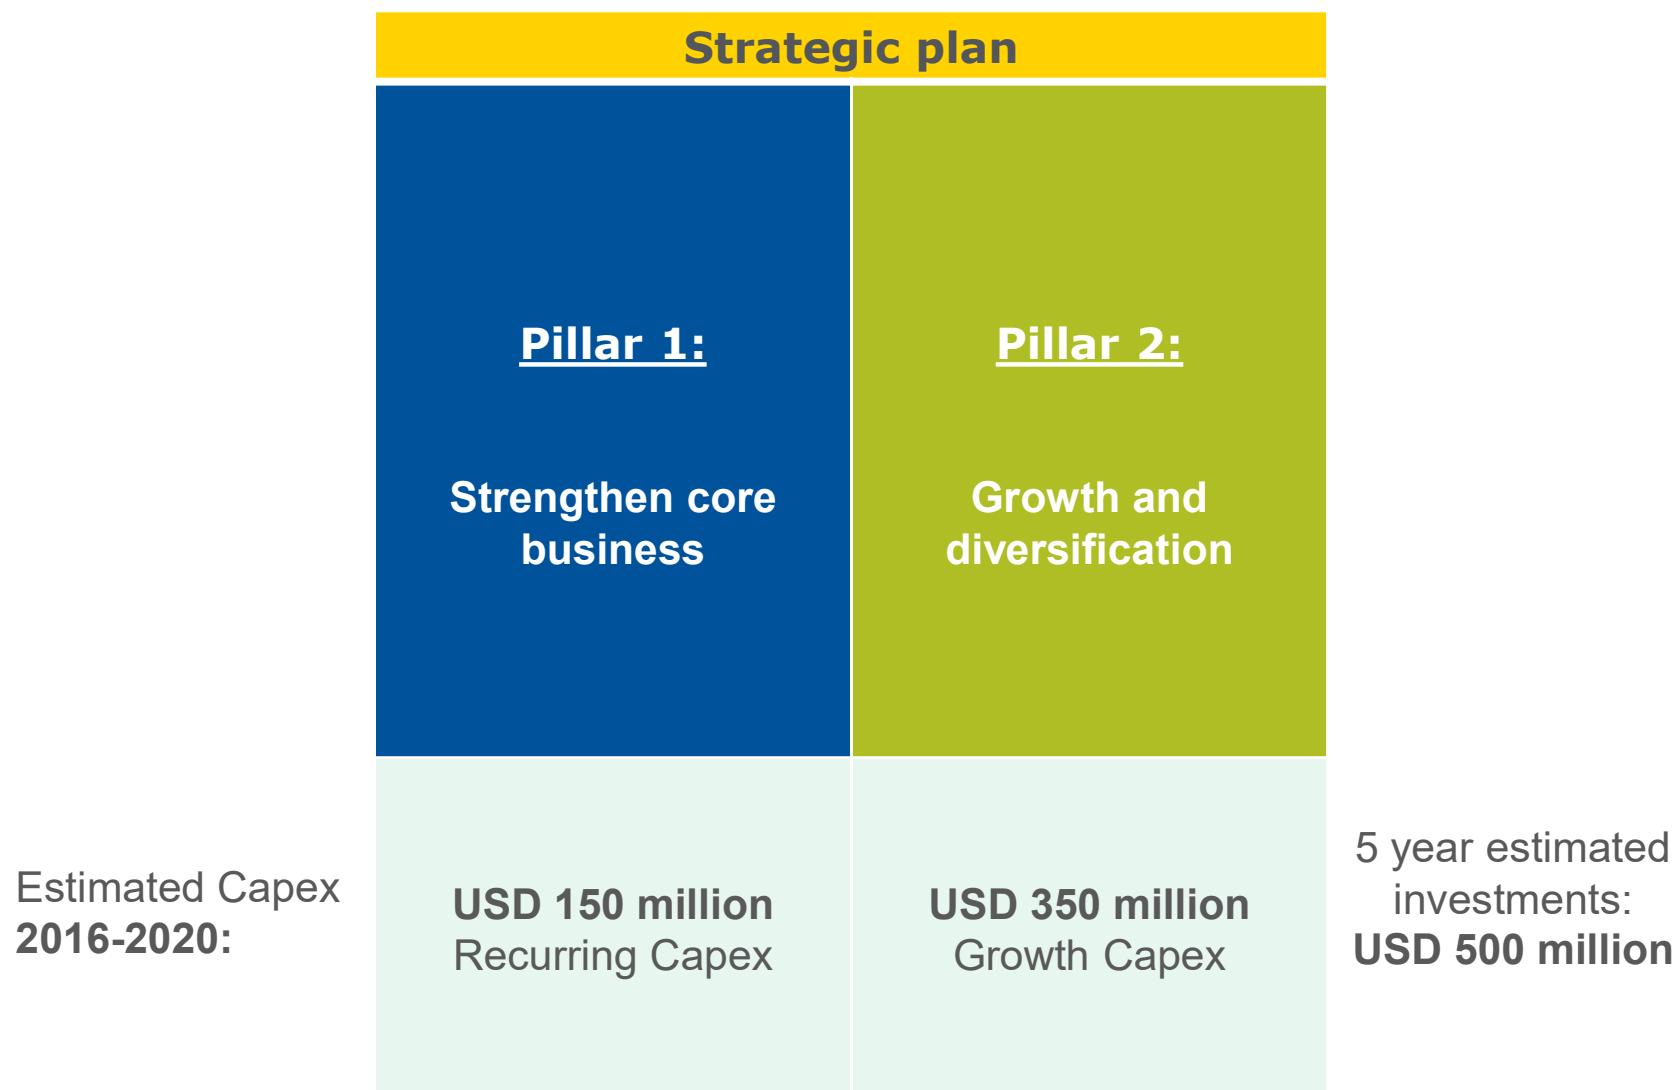 Strategic plan
Pillar 1:
Strengthen core
business
Pillar 2:
Growth and
diversification
Estimated Capex
2016-2020:
USD 150 million
Recurring Capex
USD 350 million
Growth Capex
5 year estimated
investments:
USD 500 million